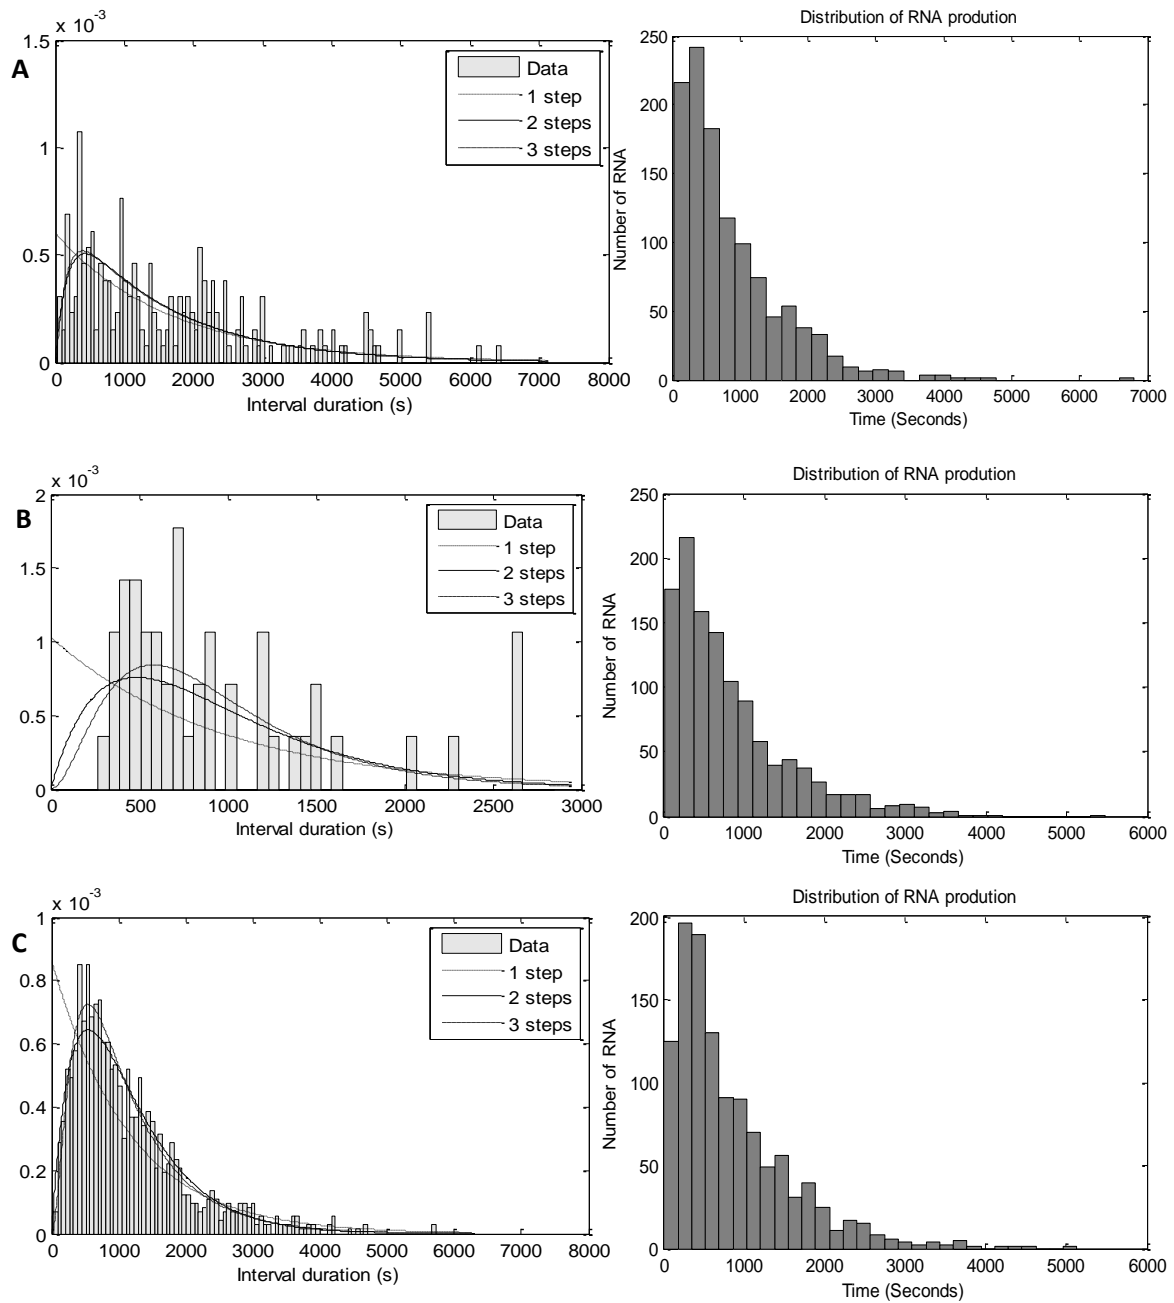 A
x 10-3
Data
1 step
2 steps
3 steps
1.5
1
0.5
0
0 1000 2000 3000 4000 5000 6000 7000 8000
Interval duration (s)
Distribution of RNA prodution
Number of RNA
250
200
150
100
50
0
0 1000 2000 3000 4000 5000 6000 7000
Time (Seconds)
B
x 10-3
Data
1 step
2 steps
3 steps
2
1.5
1
0.5
0
0 500 1000 1500 2000 2500 3000
Interval duration (s)
Distribution of RNA prodution
Number of RNA
250
200
150
100
50
0
0 1000 2000 3000 4000 5000 6000
Time (Seconds)
C
x 10-3
Data
1 step
2 steps
3 steps
1
0.8
0.6
0.4
0.2
0
0 1000 2000 3000 4000 5000 6000 7000 8000
Interval duration (s)
Distribution of RNA prodution
Number of RNA
200
150
100
50
0
0 1000 2000 3000 4000 5000 6000
Time (Seconds)